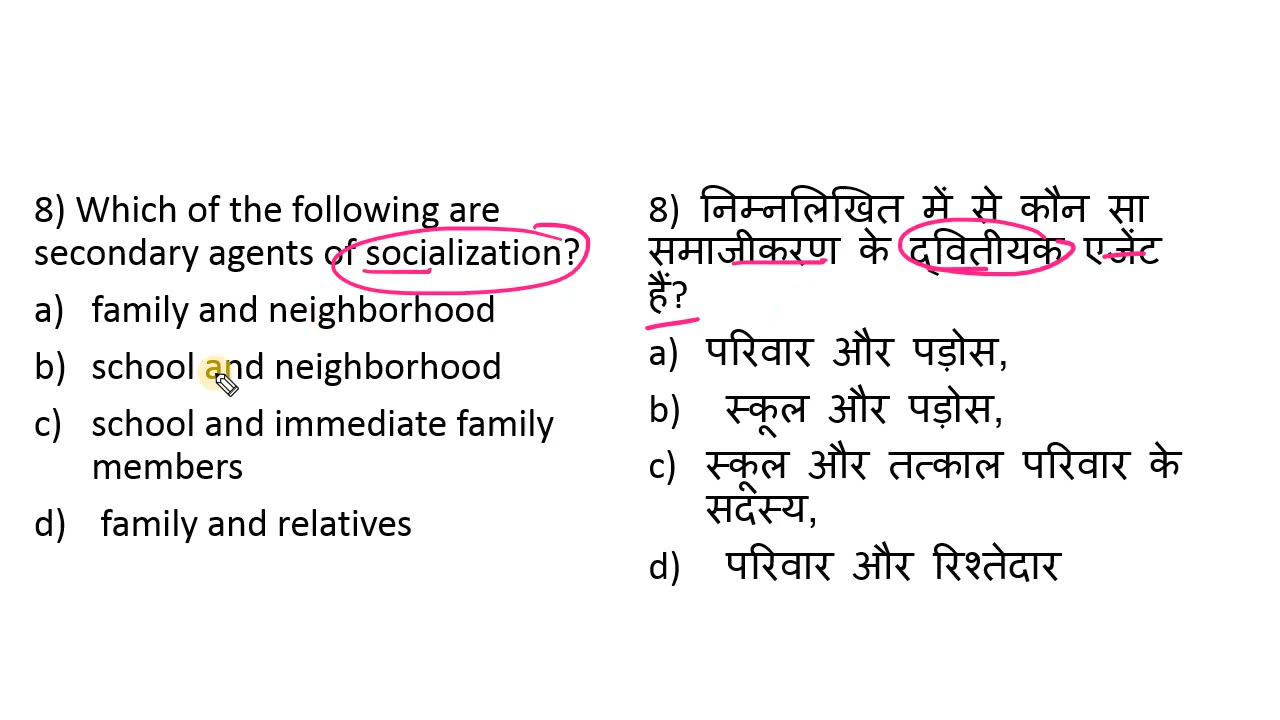 8) Which of the following are
secondary agents of socialization?
a) family and neighborhood
b) school and neighborhood
c) school and immediate family
members
d) family and relatives
8) निम्नलिखित में से कौन सा
समाजीकरण के द्वितीयक एजेंट
हैं?
a) परिवार और पड़ोस,
b) स्कूल और पड़ोस,
c) स्कूल और तत्काल परिवार के
सदस्य,
d) परिवार और रिश्तेदार